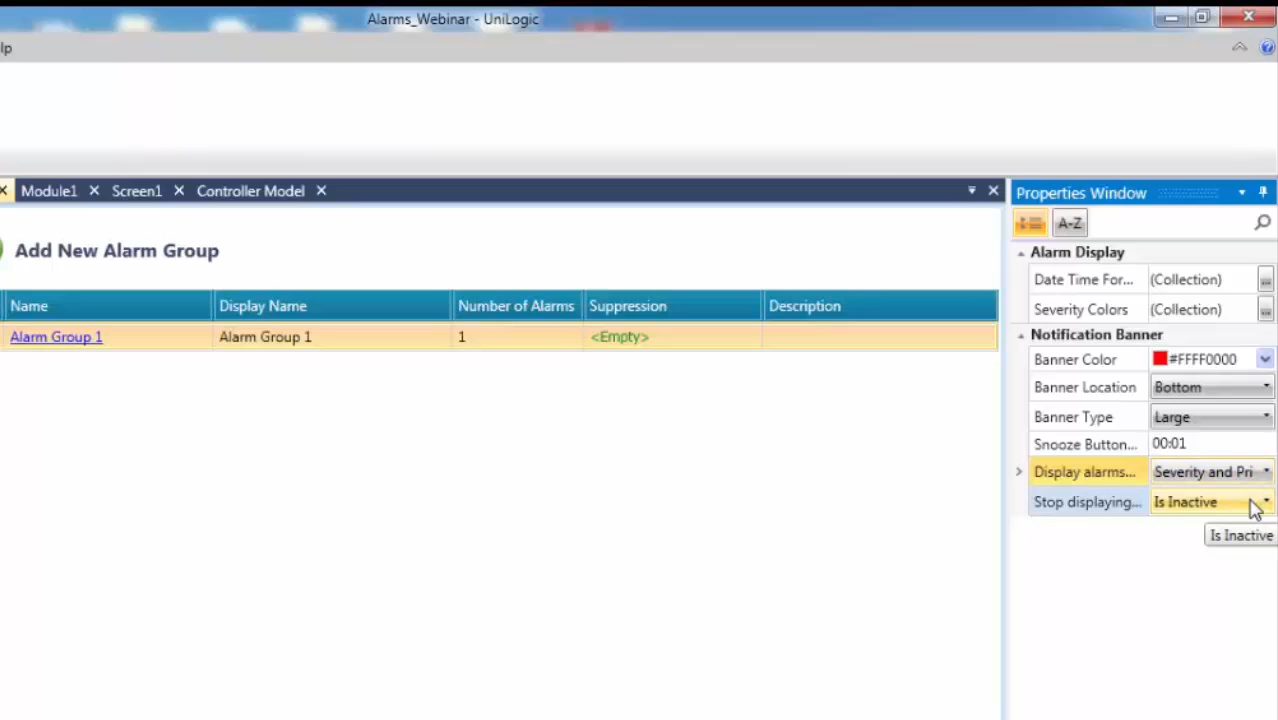 Alarms_Webinar - UniLogic
lp
Module1 Screen1 Controller Model
Properties Window
A-Z
Add New Alarm Group
Alarm Display
Date Time For... (Collection) ...
Severity Colors (Collection) ...
Name Display Name Number of Alarms Suppression Description
Alarm Group 1 Alarm Group 1 1 <Empty>
Notification Banner
Banner Color #FFFF0000
Banner Location Bottom
Banner Type Large
Snooze Button... 00:01
Display alarms... Severity and Pri
Stop displaying... Is Inactive
Is Inactive